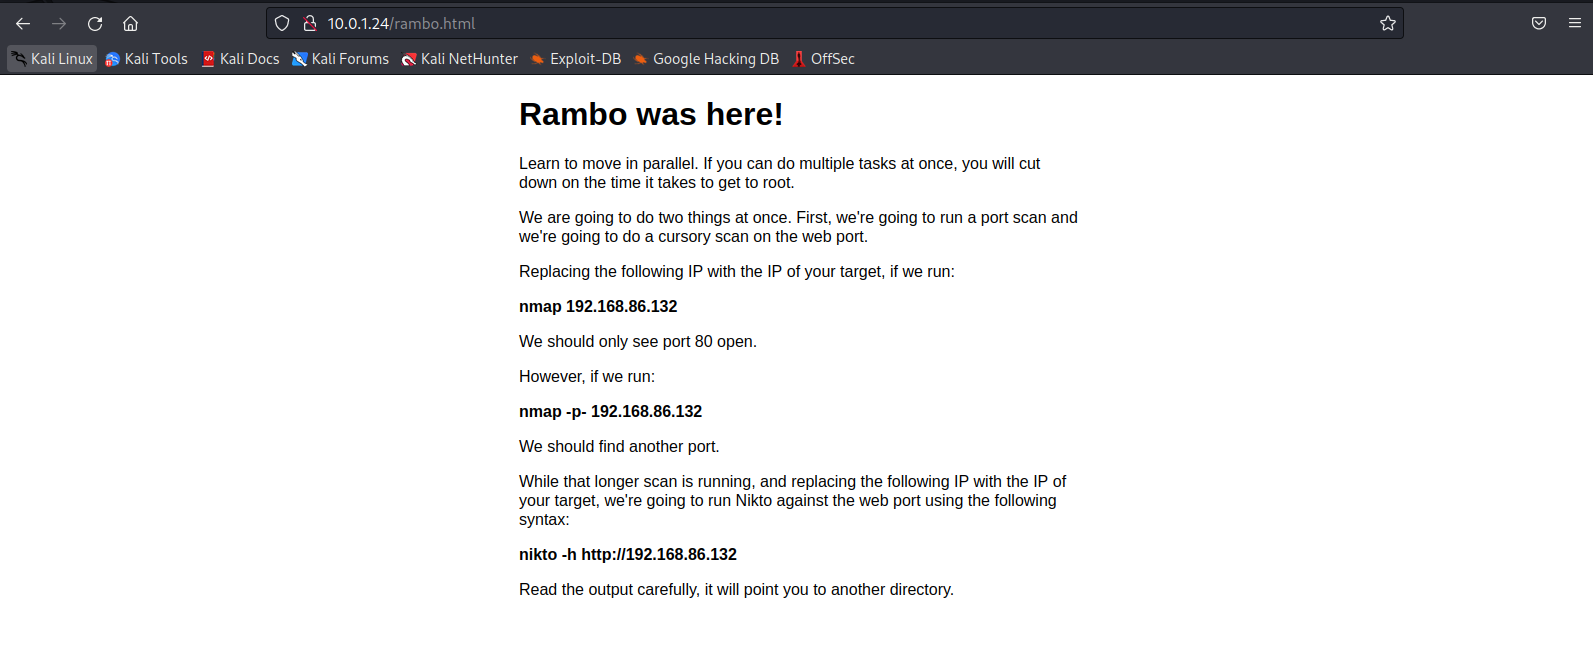 10.0.1.24/rambo.html
Kali Linux Kali Tools Kali Docs Kali Forums Kali NetHunter Exploit-DB Google Hacking DB OffSec
Rambo was here!
Learn to move in parallel. If you can do multiple tasks at once, you will cut
down on the time it takes to get to root.
We are going to do two things at once. First, we're going to run a port scan and
we're going to do a cursory scan on the web port.
Replacing the following IP with the IP of your target, if we run:
nmap 192.168.86.132
We should only see port 80 open.
However, if we run:
nmap -p- 192.168.86.132
We should find another port.
While that longer scan is running, and replacing the following IP with the IP of
your target, we're going to run Nikto against the web port using the following
syntax:
nikto -h http://192.168.86.132
Read the output carefully, it will point you to another directory.